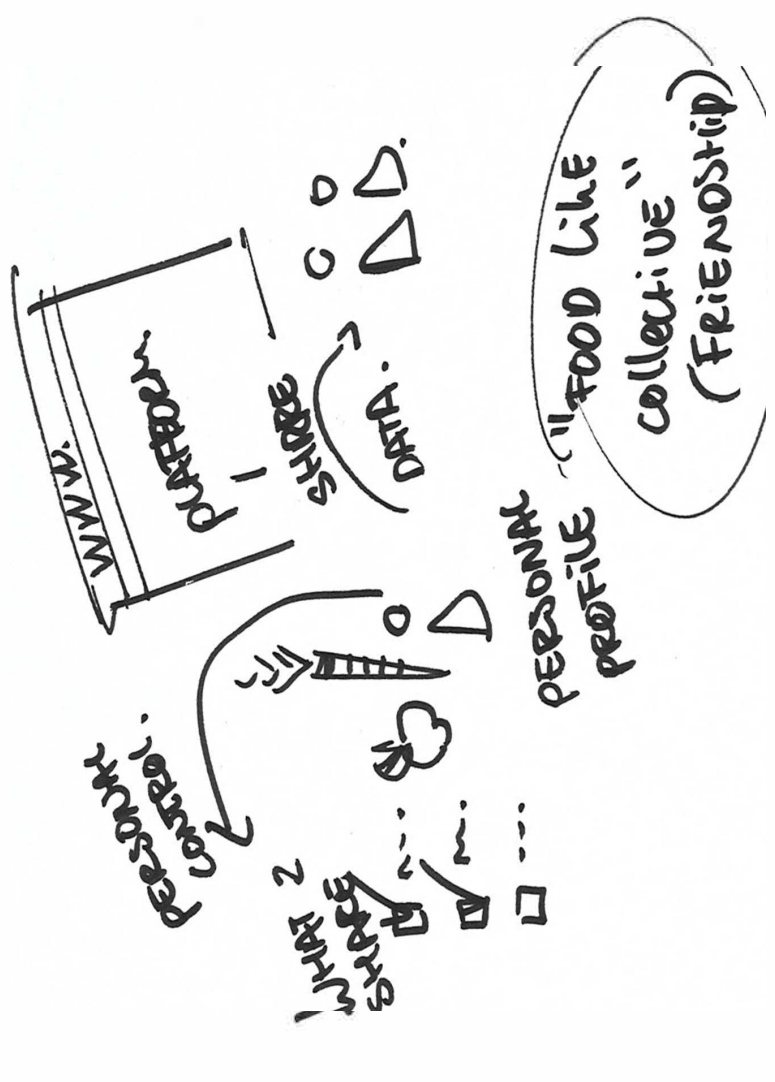 WWW.
PLATFORM.
SHARE
DATA.
PERSONAL
CONTROL.
WHAT 2
SHARE
PERSONAL
PROFILE
"FOOD like
collective"
(FRIENDSHIP)